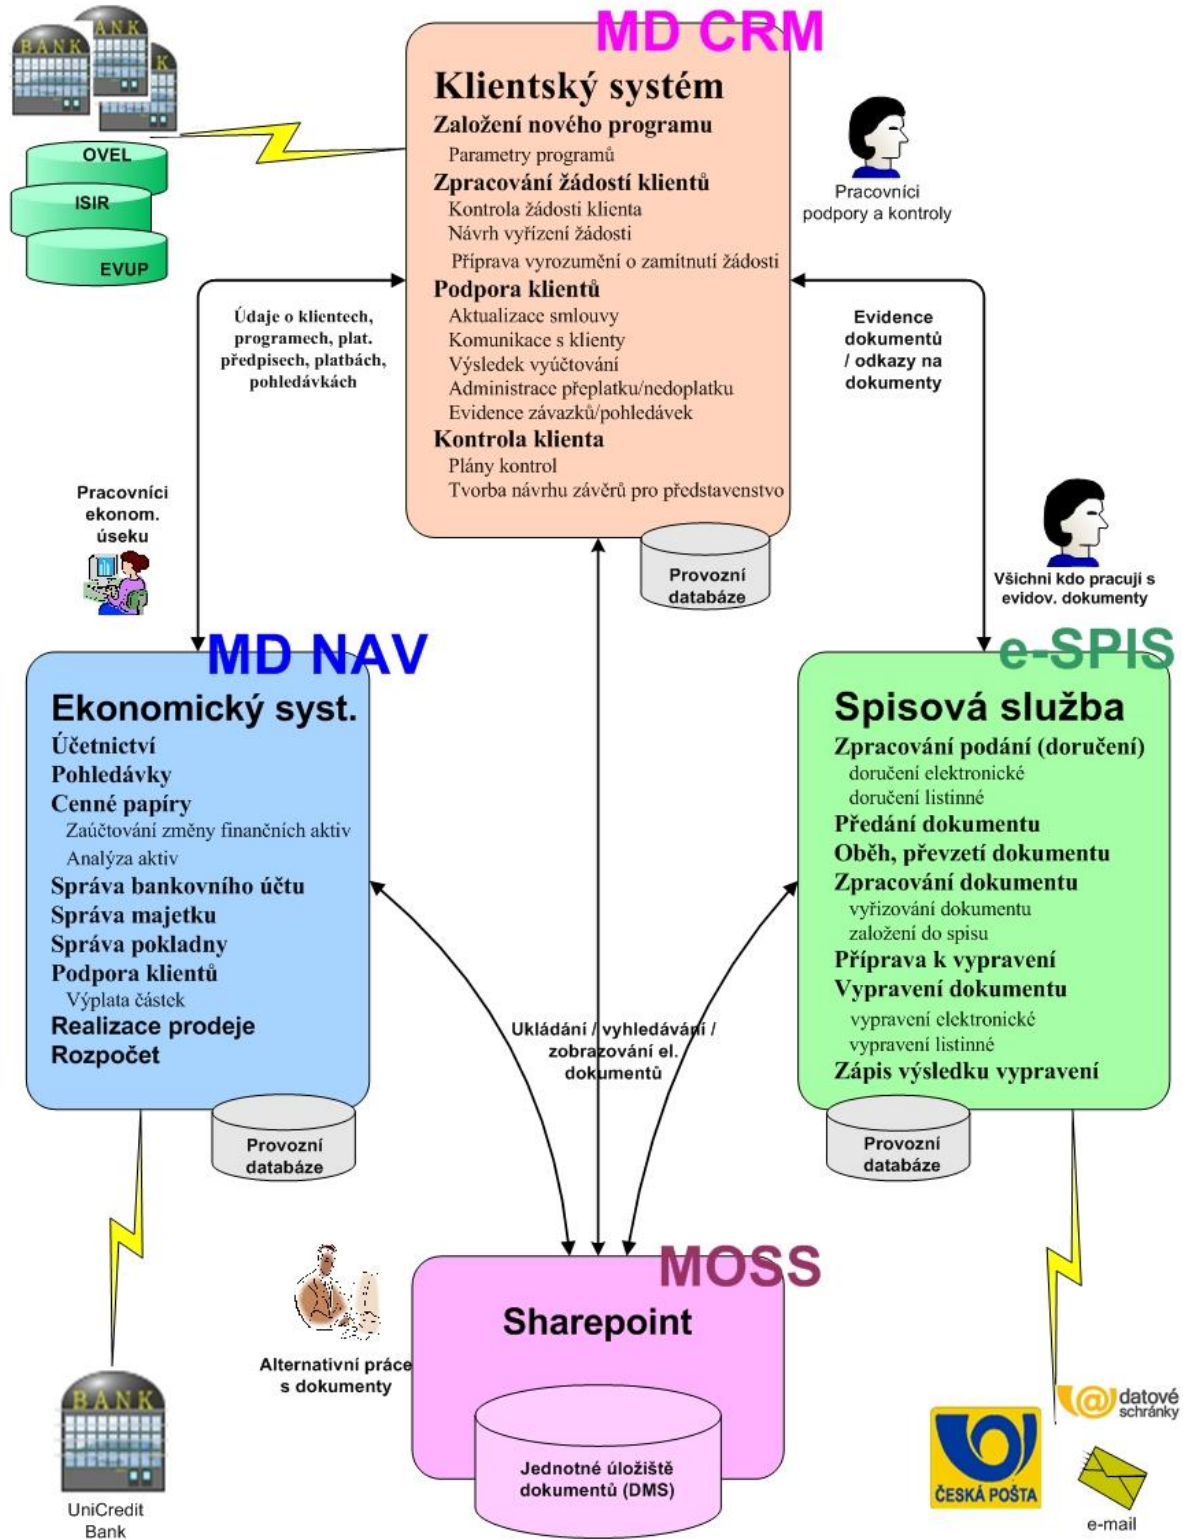 MD CRM
BANK
BANK
K
OVEL
ISIR
EVUP
Klientský systém
Založení nového programu
Parametry programů
Zpracování žádostí klientů
Kontrola žádosti klienta
Návrh vyřízení žádosti
Příprava vyrozumění o zamítnutí žádosti
Podpora klientů
Aktualizace smlouvy
Komunikace s klienty
Výsledek vyúčtování
Administrace přeplatku/nedoplatku
Evidence závazků/pohledávek
Kontrola klienta
Plány kontrol
Tvorba návrhu závěrů pro představenstvo
Provozní
databáze
Pracovníci
podpory a kontroly
Údaje o klientech,
programech, plat.
předpisech, platbách,
pohledávkách
Evidence
dokumentů
/ odkazy na
dokumenty
Pracovníci
ekonom.
úseku
Všichni kdo pracují s
evidov. dokumenty
MD NAV
Ekonomický syst.
Účetnictví
Pohledávky
Cenné papíry
Zaúčtování změny finančních aktiv
Analýza aktiv
Správa bankovního účtu
Správa majetku
Správa pokladny
Podpora klientů
Výplata částek
Realizace prodeje
Rozpočet
Provozní
databáze
e-SPIS
Spisová služba
Zpracování podání (doručení)
doručení elektronické
doručení listinné
Předání dokumentu
Oběh, převzetí dokumentu
Zpracování dokumentu
vyřizování dokumentu
založení do spisu
Příprava k vypravení
Vypravení dokumentu
vypravení elektronické
vypravení listinné
Zápis výsledku vypravení
Provozní
databáze
Ukládání / vyhledávání /
zobrazování el.
dokumentů
MOSS
Sharepoint
Jednotné úložiště
dokumentů (DMS)
Alternativní práce
s dokumenty
BANK
UniCredit
Bank
datové
schránky
ČESKÁ POŠTA
e-mail